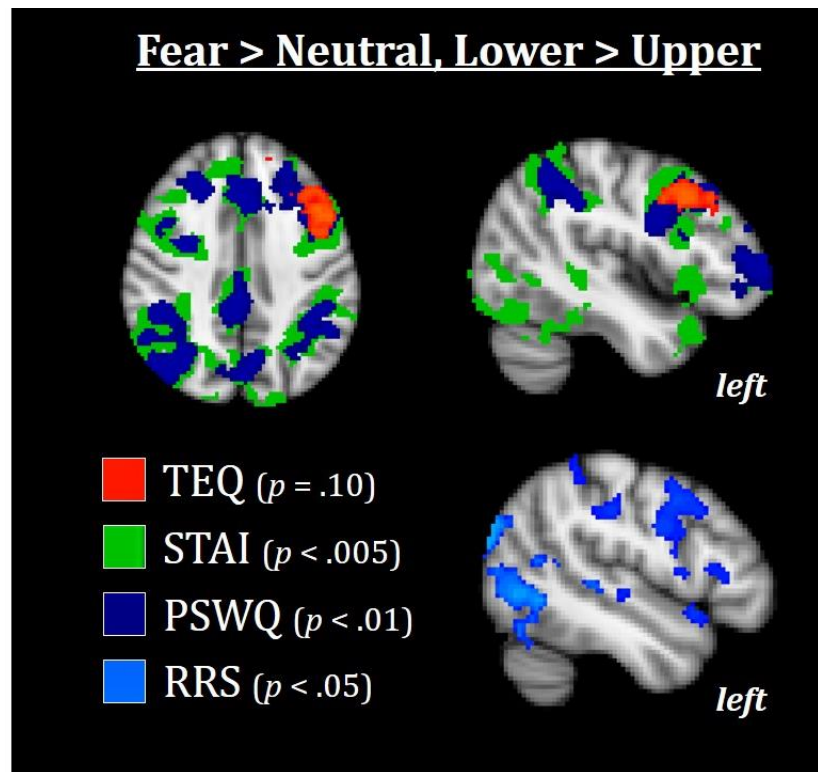 Fear > Neutral, Lower > Upper
left
TEQ (p = .10)
STAI (p < .005)
PSWQ (p < .01)
RRS (p < .05)
left